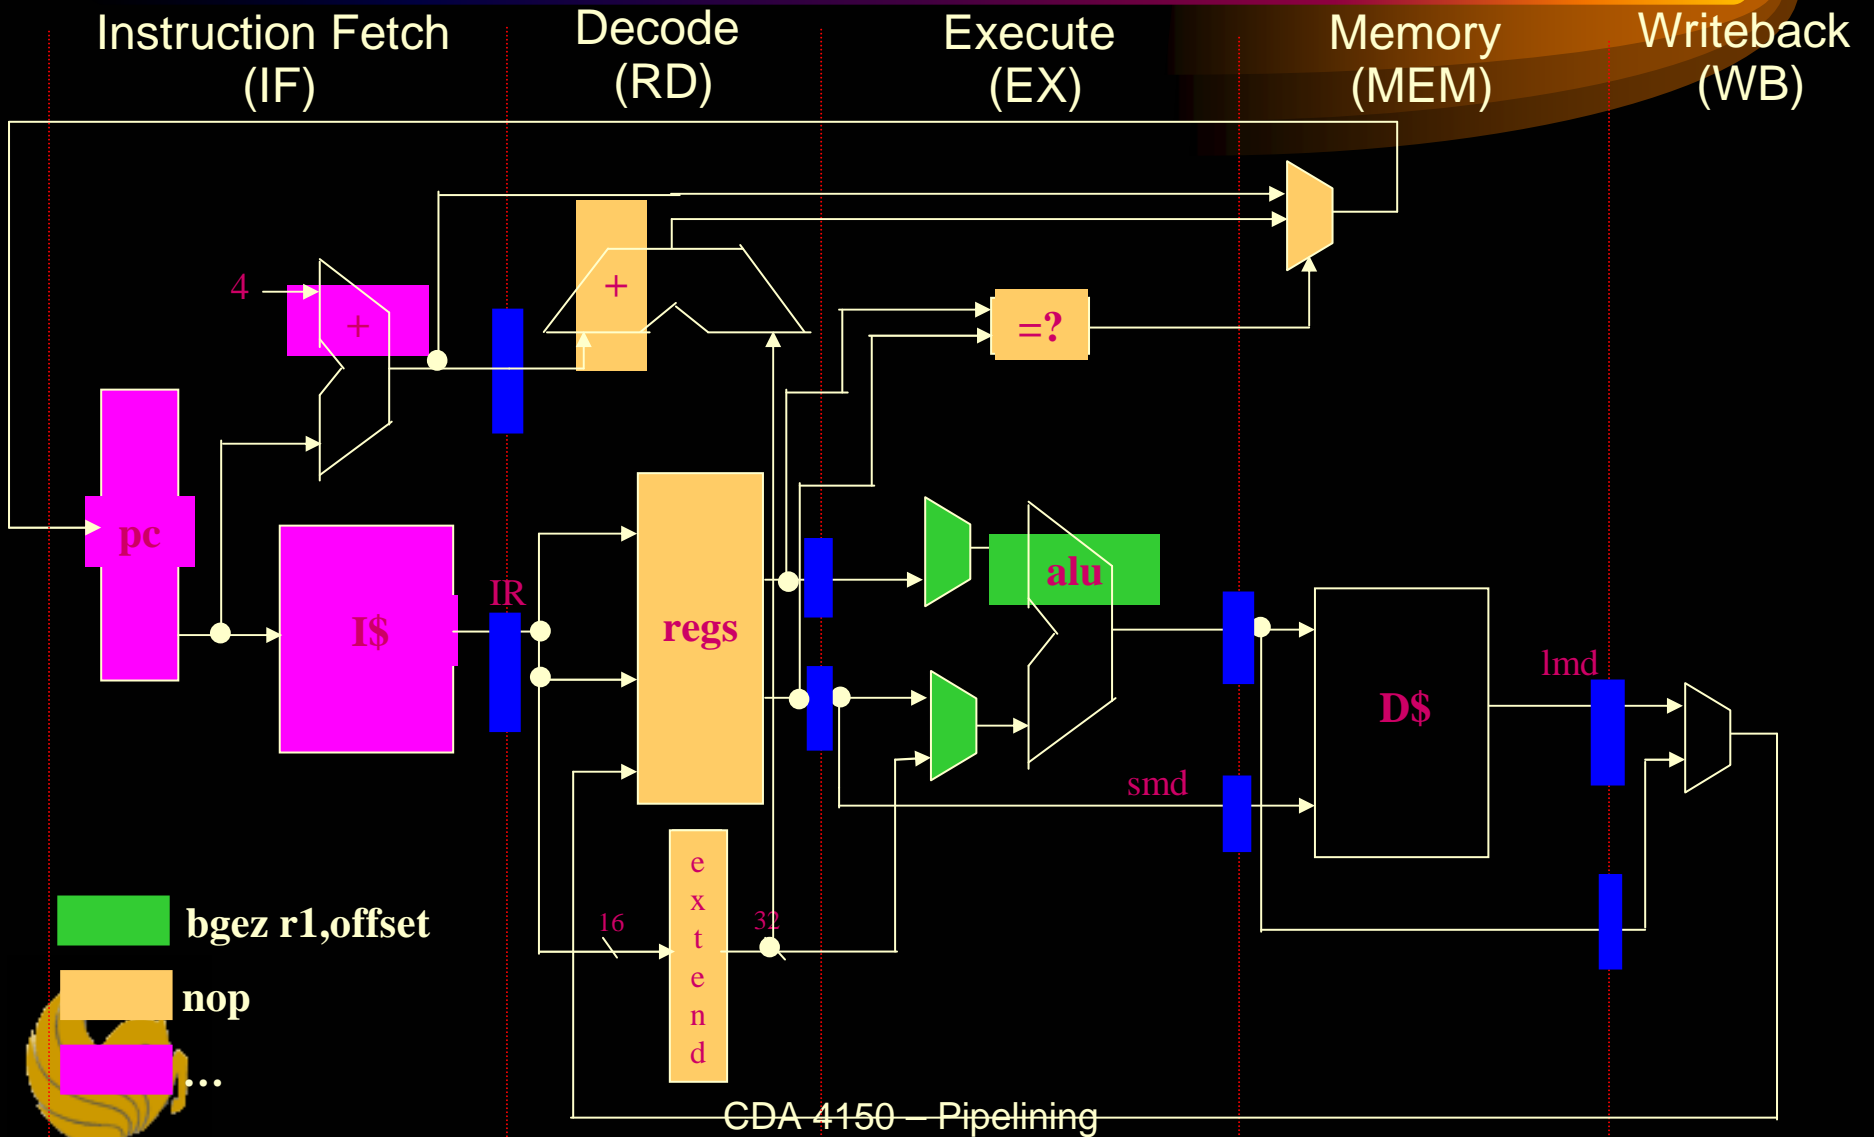 Instruction Fetch
(IF)
Decode
(RD)
Execute
(EX)
Memory
(MEM)
Writeback
(WB)
4
+
+
=?
pc
I$
IR
regs
alu
D$
lmd
smd
e
x
t
e
n
d
16
32
bgez r1,offset
nop
...
CDA 4150 – Pipelining